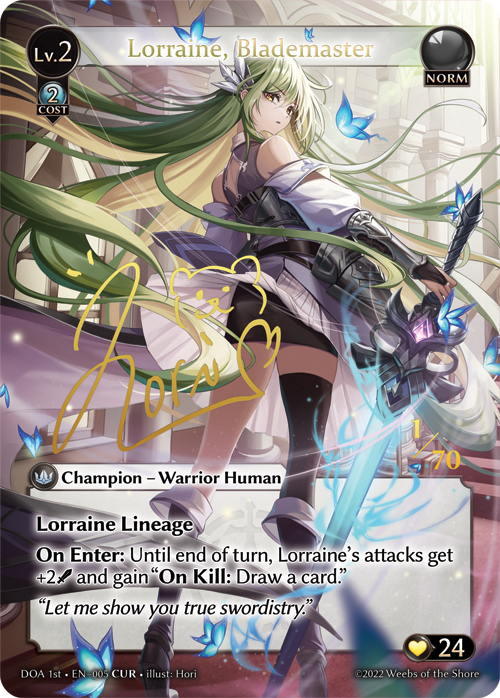 Lv.2
Lorraine, Blademaster
NORM
2
COST
Hori
1/70
Champion – Warrior Human
Lorraine Lineage
On Enter: Until end of turn, Lorraine's attacks get
+2 and gain “On Kill: Draw a card.”
“Let me show you true swordistry.”
24
DOA 1st • EN-005 CUR • illust: Hori
©2022 Weebs of the Shore